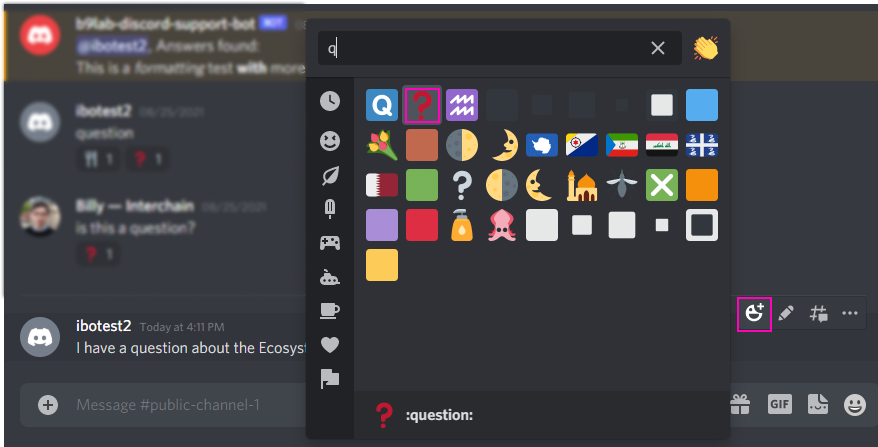 b9lab-discord-support-bot BOT
@ibotest2, Answers found:
This is a formatting test with more
ibotest2 08/25/2021
question
1 1
Billy — Interchain 08/25/2021
is this a question?
1
ibotest2 Today at 4:11 PM
I have a question about the Ecosyst
Message #public-channel-1
q
Q
:question:
GIF